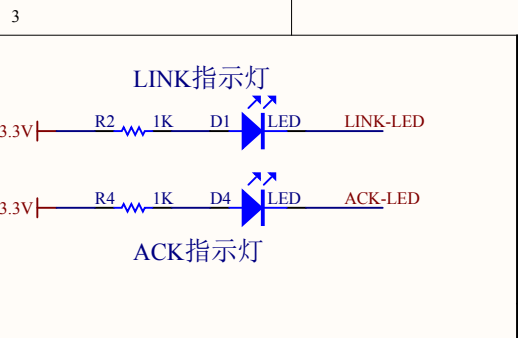 3
LINK指示灯
3.3V R2 1K D1 LED LINK-LED
3.3V R4 1K D4 LED ACK-LED
ACK指示灯